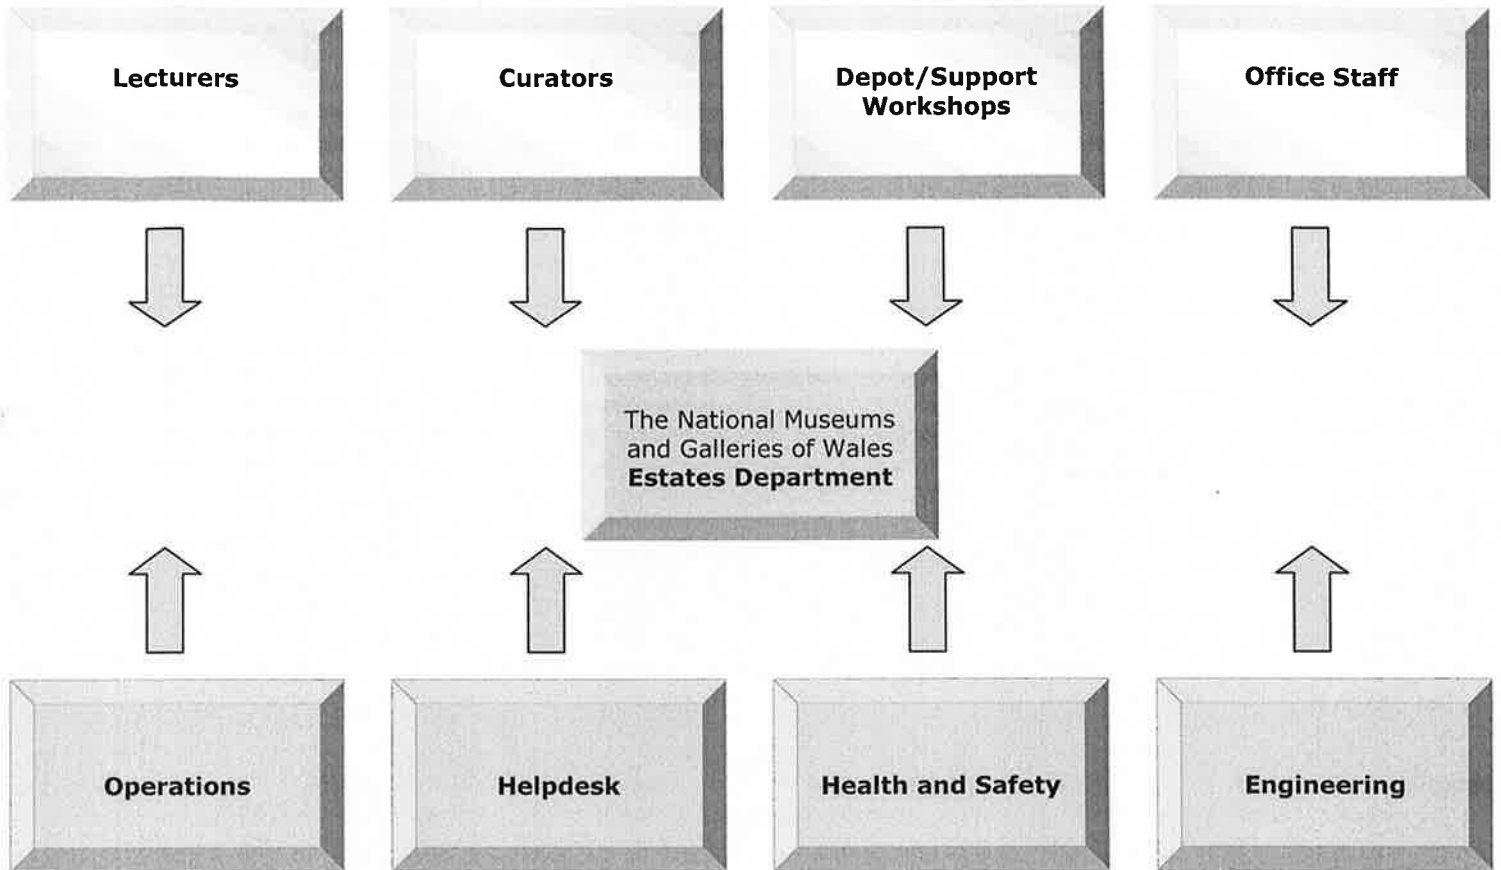 Lecturers
Curators
Depot/Support
Workshops
Office Staff
The National Museums
and Galleries of Wales
Estates Department
Operations
Helpdesk
Health and Safety
Engineering